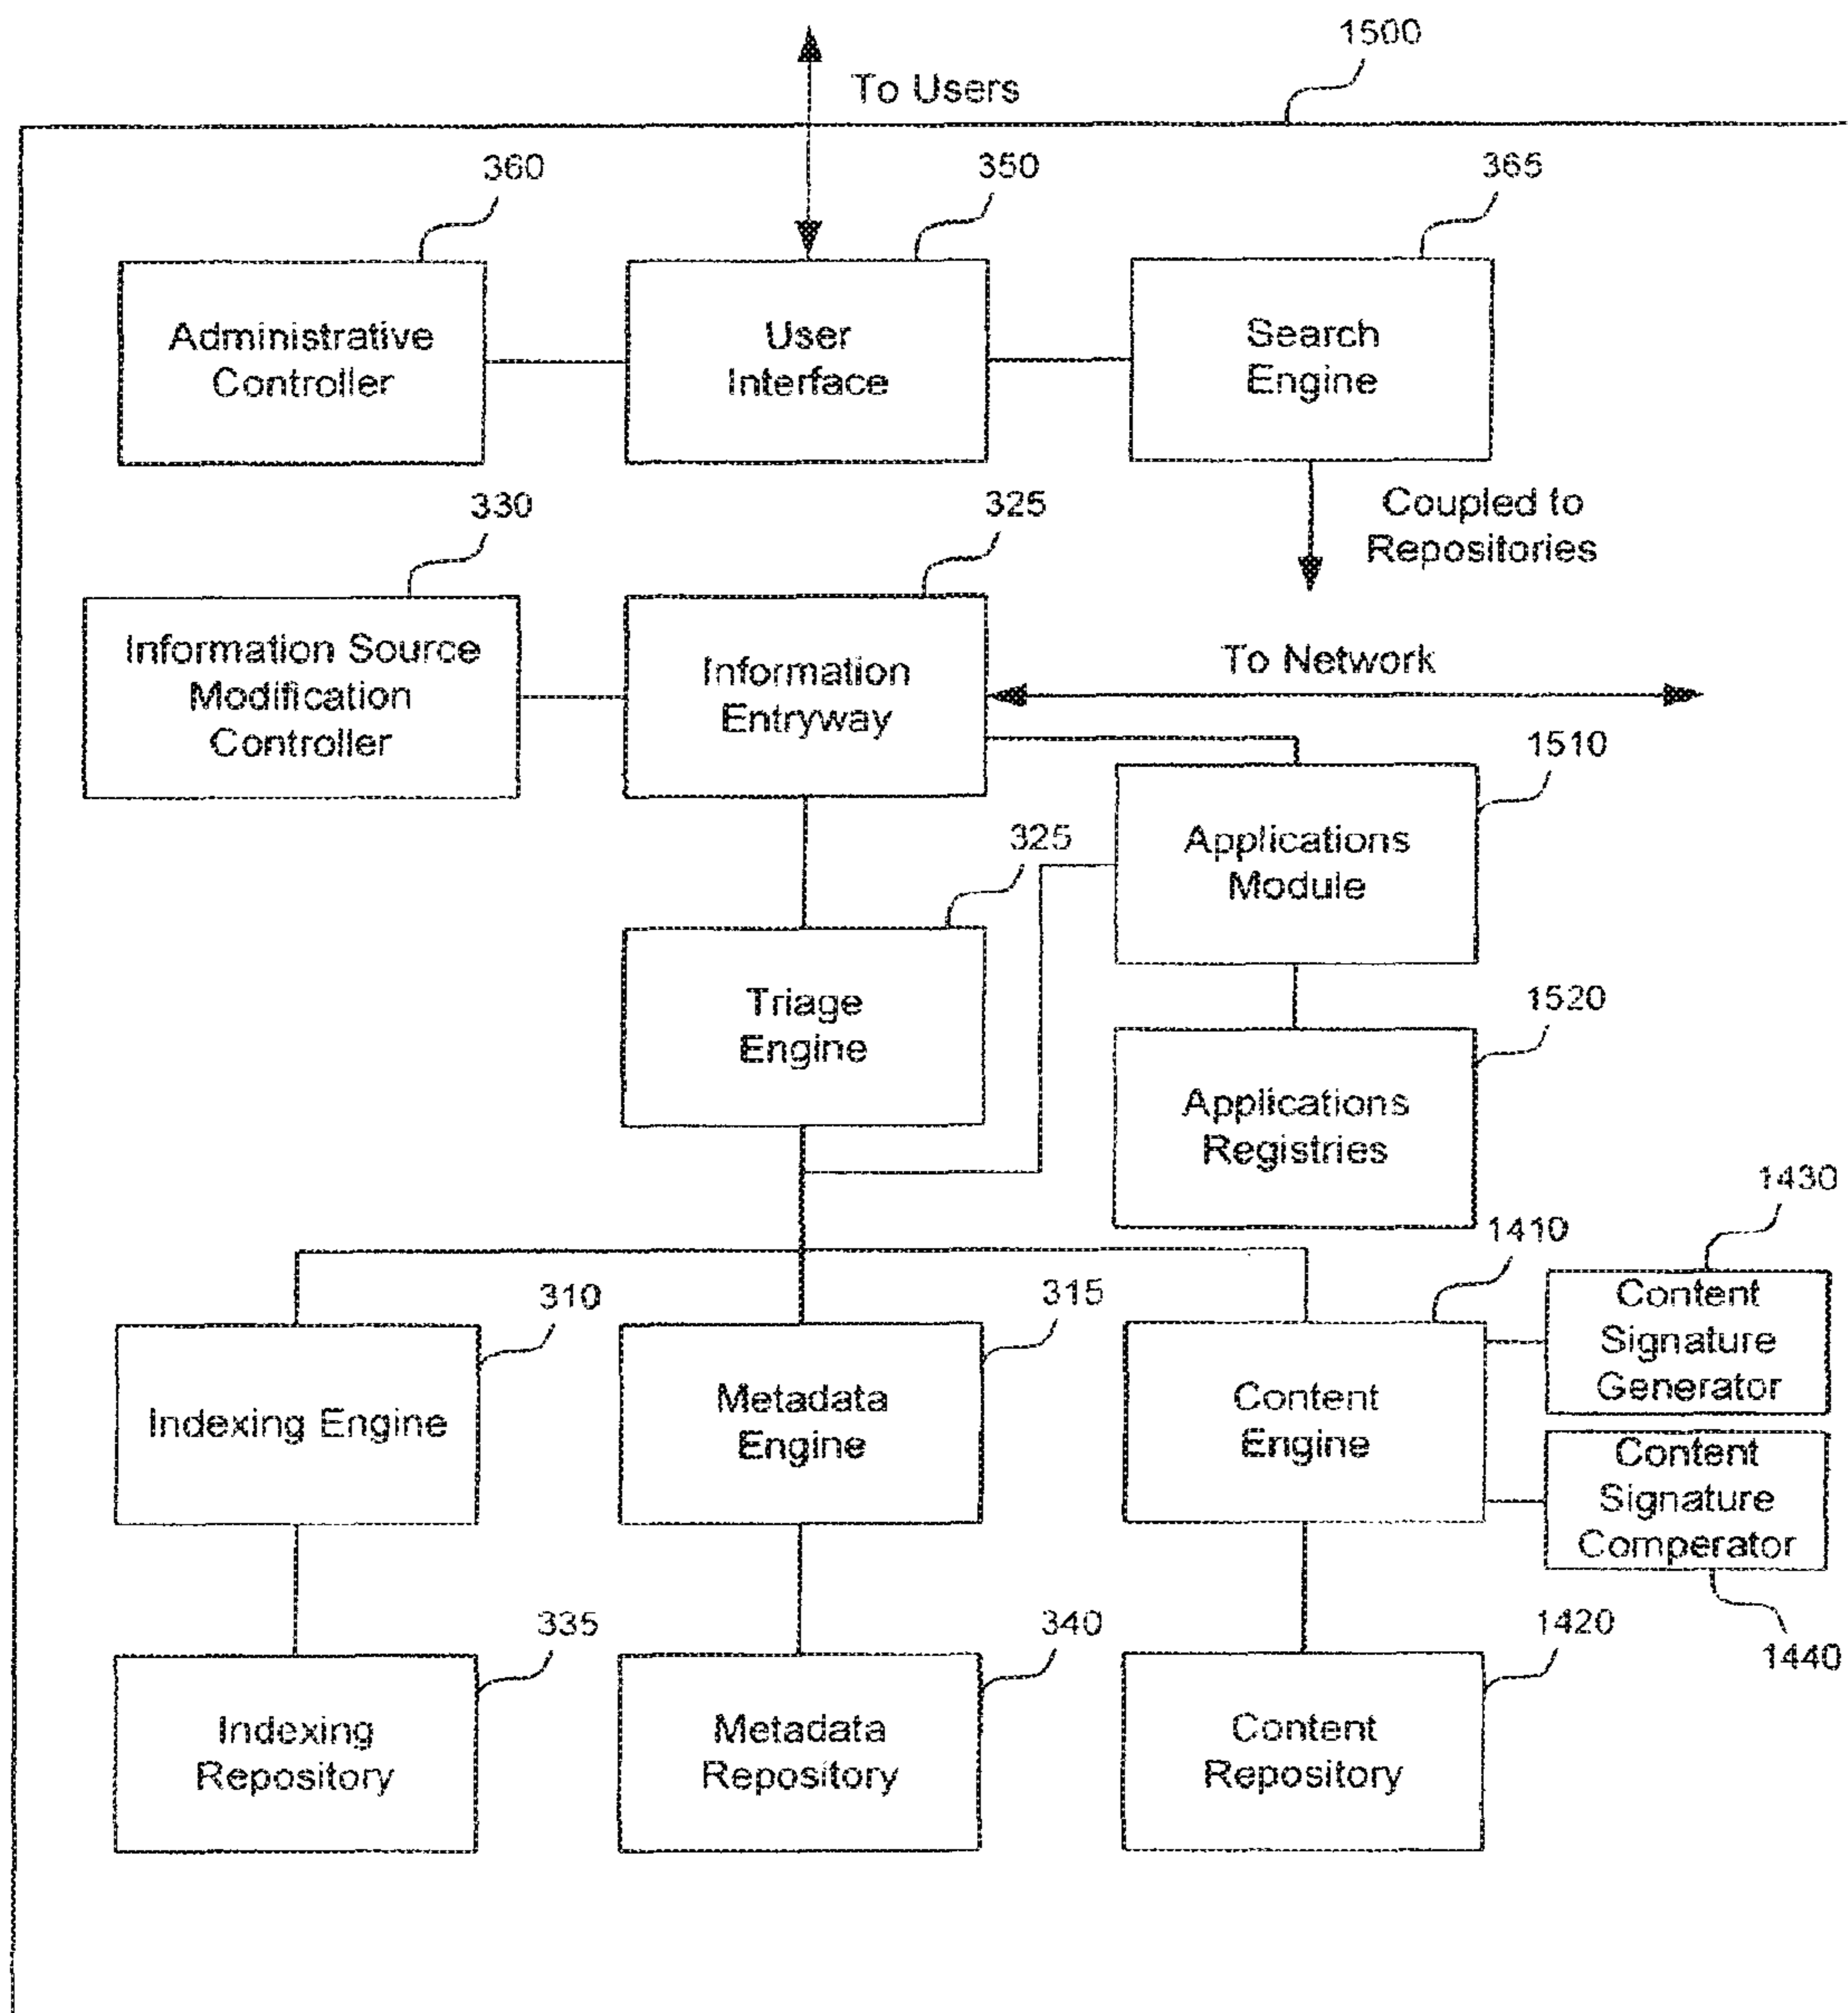 1500
To Users
360
350
365
Administrative
Controller
User
Interface
Search
Engine
Coupled to
Repositories
330
325
Information Source
Modification
Controller
Information
Entryway
To Network
1510
Applications
Module
325
Triage
Engine
1520
Applications
Registries
1430
1410
Content
Signature
Generator
310
315
Indexing Engine
Metadata
Engine
Content
Engine
Content
Signature
Comperator
1440
335
340
1420
Indexing
Repository
Metadata
Repository
Content
Repository